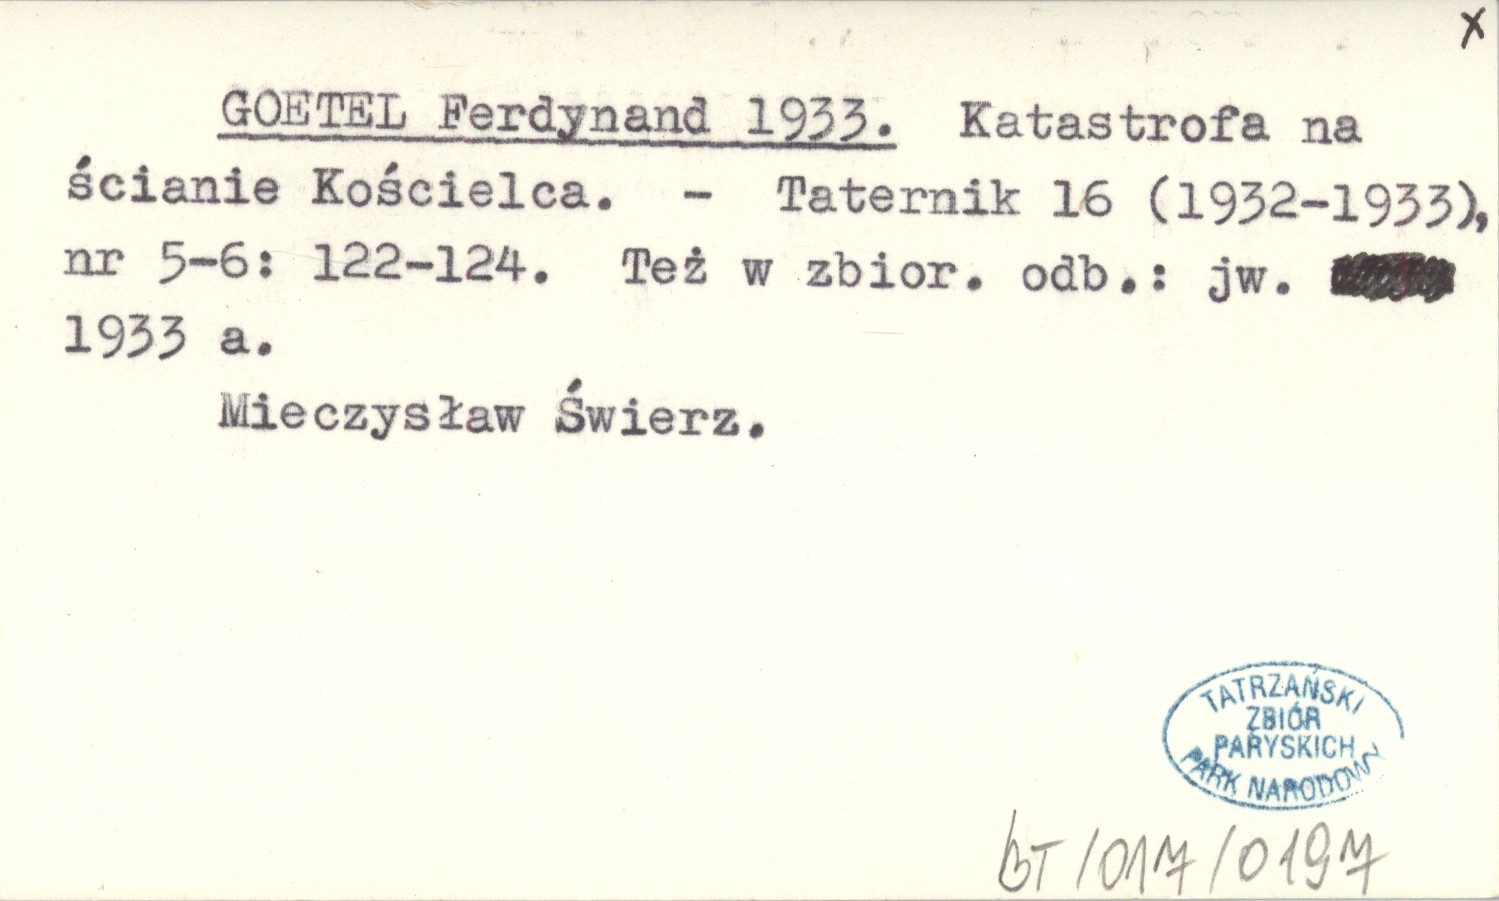 x
GOETEL Ferdynand 1933. Katastrofa na
ścianie Kościelca. - Taternik 16 (1932-1933),
nr 5-6: 122-124. Też w zbior. odb.: jw.
1933 a.
Mieczysław Świerz.
TATRZAŃSKI
ZBIÓR
PARYSKICH
PARK NARODOWY
BT/017/0197